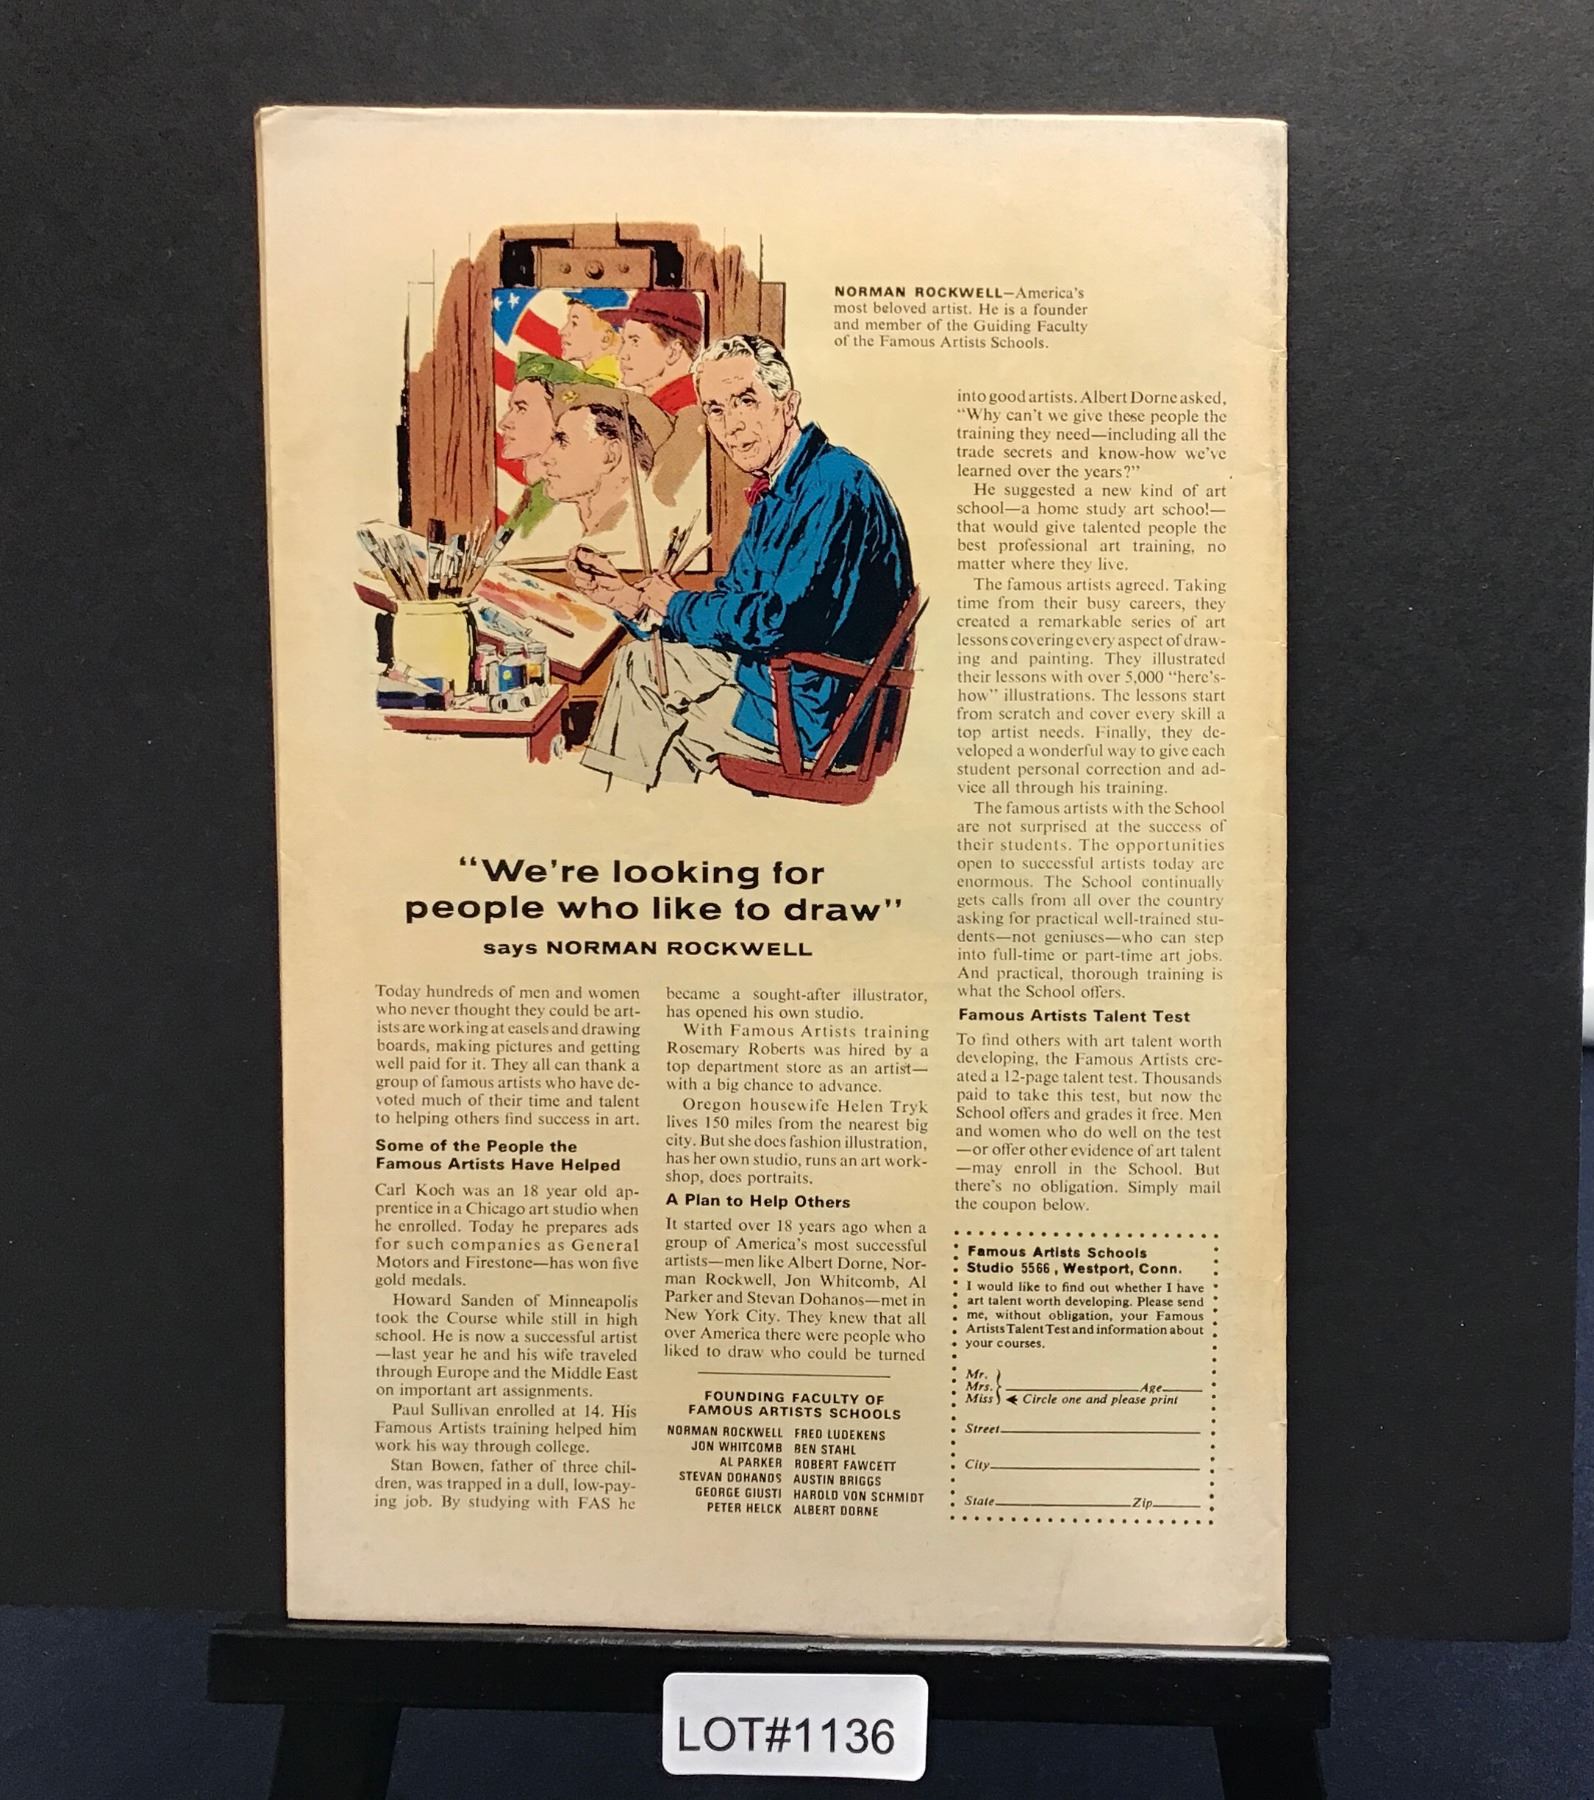 NORMAN ROCKWELL—America's
most beloved artist. He is a founder
and member of the Guiding Faculty
of the Famous Artists Schools.
"We're looking for
people who like to draw"
says NORMAN ROCKWELL
Today hundreds of men and women
who never thought they could be art-
ists are working at easels and drawing
boards, making pictures and getting
well paid for it. They all can thank a
group of famous artists who have de-
voted much of their time and talent
to helping others find success in art.
Some of the People the
Famous Artists Have Helped
Carl Koch was an 18 year old ap-
prentice in a Chicago art studio when
he enrolled. Today he prepares ads
for such companies as General
Motors and Firestone—has won five
gold medals.
Howard Sanden of Minneapolis
took the Course while still in high
school. He is now a successful artist
—last year he and his wife traveled
through Europe and the Middle East
on important art assignments.
Paul Sullivan enrolled at 14. His
Famous Artists training helped him
work his way through college.
Stan Bowen, father of three chil-
dren, was trapped in a dull, low-pay-
ing job. By studying with FAS he
became a sought-after illustrator,
has opened his own studio.
With Famous Artists training
Rosemary Roberts was hired by a
top department store as an artist—
with a big chance to advance.
Oregon housewife Helen Tryk
lives 150 miles from the nearest big
city. But she does fashion illustration,
has her own studio, runs an art work-
shop, does portraits.
A Plan to Help Others
It started over 18 years ago when a
group of America's most successful
artists—men like Albert Dorne, Nor-
man Rockwell, Jon Whitcomb, Al
Parker and Stevan Dohanos—met in
New York City. They knew that all
over America there were people who
liked to draw who could be turned
FOUNDING FACULTY OF
FAMOUS ARTISTS SCHOOLS
NORMAN ROCKWELL FRED LUDEKENS
JON WHITCOMB BEN STAHL
AL PARKER ROBERT FAWCETT
STEVAN DOHANOS AUSTIN BRIGGS
GEORGE GIUSTI HAROLD VON SCHMIDT
PETER HELCK ALBERT DORNE
into good artists. Albert Dorne asked,
"Why can't we give these people the
training they need—including all the
trade secrets and know-how we've
learned over the years?"
He suggested a new kind of art
school—a home study art school—
that would give talented people the
best professional art training, no
matter where they live.
The famous artists agreed. Taking
time from their busy careers, they
created a remarkable series of art
lessons covering every aspect of draw-
ing and painting. They illustrated
their lessons with over 5,000 "here's-
how" illustrations. The lessons start
from scratch and cover every skill a
top artist needs. Finally, they de-
veloped a wonderful way to give each
student personal correction and ad-
vice all through his training.
The famous artists with the School
are not surprised at the success of
their students. The opportunities
open to successful artists today are
enormous. The School continually
gets calls from all over the country
asking for practical well-trained stu-
dents—not geniuses—who can step
into full-time or part-time art jobs.
And practical, thorough training is
what the School offers.
Famous Artists Talent Test
To find others with art talent worth
developing, the Famous Artists cre-
ated a 12-page talent test. Thousands
paid to take this test, but now the
School offers and grades it free. Men
and women who do well on the test
—or offer other evidence of art talent
—may enroll in the School. But
there's no obligation. Simply mail
the coupon below.
Famous Artists Schools
Studio 5566, Westport, Conn.
I would like to find out whether I have
art talent worth developing. Please send
me, without obligation, your Famous
Artists Talent Test and information about
your courses.
Mr.
Mrs. Age
Miss Circle one and please print
Street
City
State Zip
LOT#1136